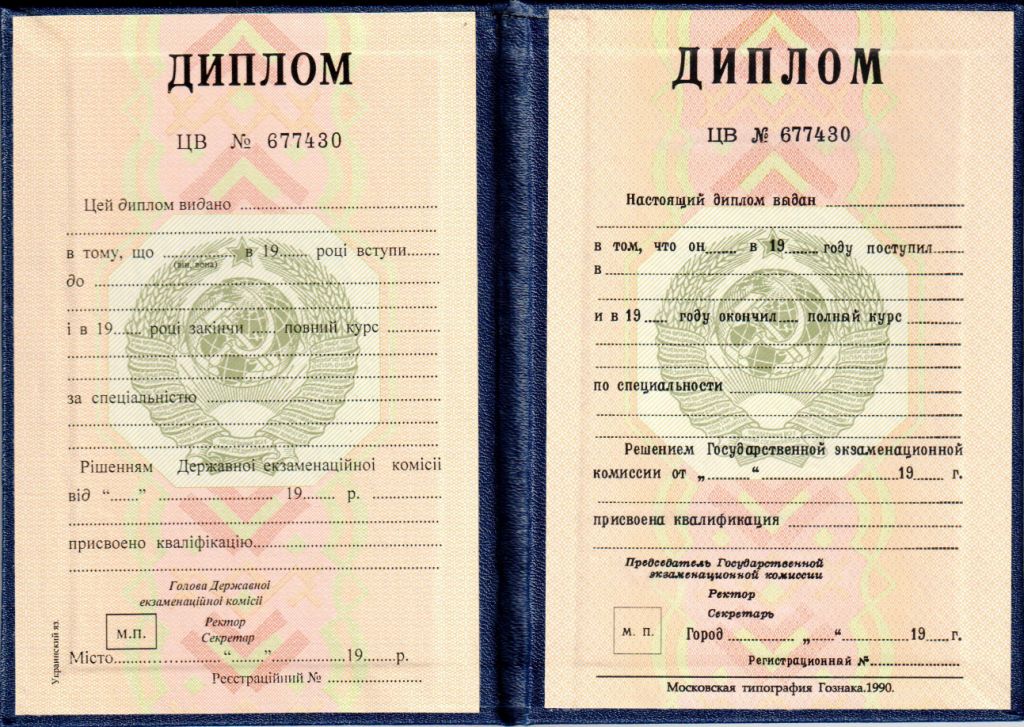 ДИПЛОМ
ЦВ № 677430
Цей диплом видано ........................................
................................................................
в тому, що .................. в 19....... році вступи.......
(він, вона)
до ................................................................
................................................................
і в 19....... році закінчи ...... повний курс .............
................................................................
................................................................
за спеціальністю ................................................
................................................................
................................................................
Рішенням Державної екзаменаційної комісії
від “......” ........................... 19....... р. ................
................................................................
присвоено кваліфікацію.............................................
................................................................
Голова Державної
екзаменаційної комісії
Ректор
Секретар
М.П.
Місто........................... “......” ..................19.......р.
Реєстраційний № .......................
Украинский яз.
ДИПЛОМ
ЦВ № 677430
Настоящий диплом выдан ................................
................................................................
в том, что он....... в 19....... году поступил.......
в ................................................................
................................................................
и в 19 ...... году окончил..... полный курс .............
................................................................
................................................................
по специальности
................................................................
................................................................
Решением Государственной экзаменационной
комиссии от „.........“ .................................19....... г.
................................................................
присвоена квалификация .......................................
................................................................
Председатель Государственной
экзаменационной комиссии
Ректор
Секретарь
М. П.
Город ................ „......“ ................ 19......г.
Регистрационный №.......................
Московская типография Гознака.1990.